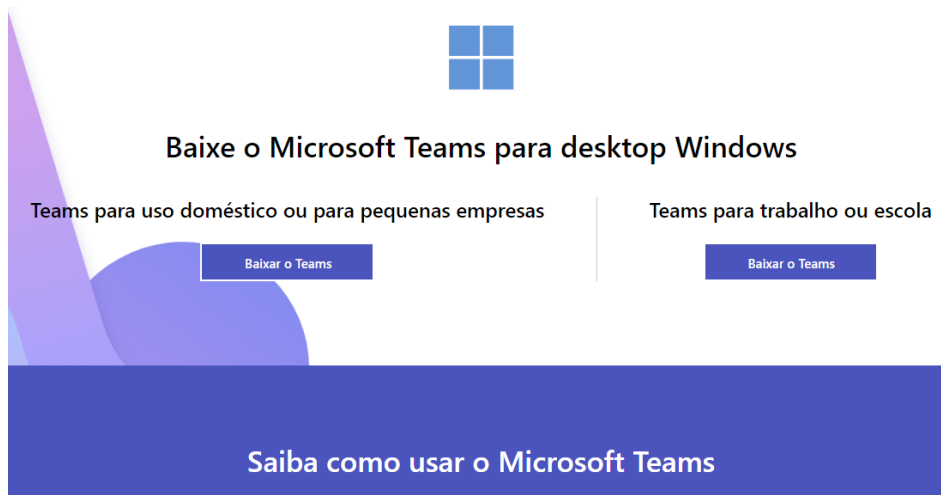 Baixe o Microsoft Teams para desktop Windows
Teams para uso doméstico ou para pequenas empresas
Baixar o Teams
Teams para trabalho ou escola
Baixar o Teams
Saiba como usar o Microsoft Teams